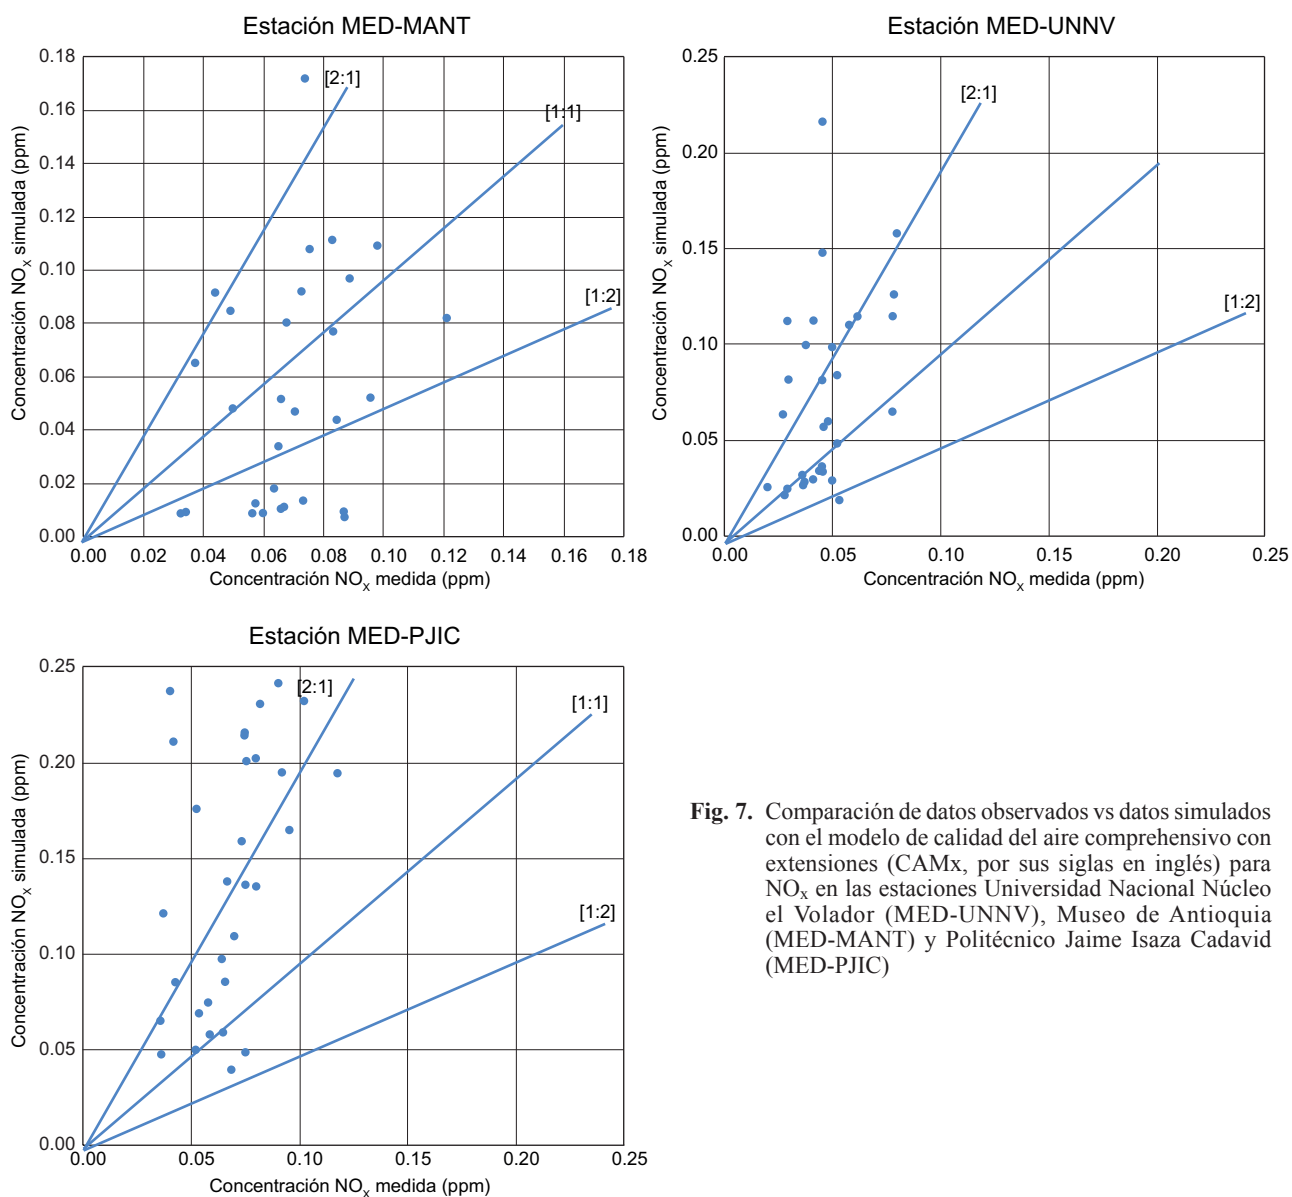 Estación MED-MANT
0.18
0.16
0.14
0.12
0.10
0.08
0.06
0.04
0.02
0.00
Concentración NOX simulada (ppm)
[2:1]
[1:1]
[1:2]
0.00 0.02 0.04 0.06 0.08 0.10 0.12 0.14 0.16 0.18
Concentración NOX medida (ppm)
Estación MED-UNNV
0.25
0.20
0.15
0.10
0.05
0.00
Concentración NOX simulada (ppm)
[2:1]
[1:2]
0.00 0.05 0.10 0.15 0.20 0.25
Concentración NOX medida (ppm)
Estación MED-PJIC
0.25
0.20
0.15
0.10
0.05
0.00
Concentración NOX simulada (ppm)
[2:1]
[1:1]
[1:2]
0.00 0.05 0.10 0.15 0.20 0.25
Concentración NOX medida (ppm)
Fig. 7. Comparación de datos observados vs datos simulados
con el modelo de calidad del aire comprehensivo con
extensiones (CAMx, por sus siglas en inglés) para
NOX en las estaciones Universidad Nacional Núcleo
el Volador (MED-UNNV), Museo de Antioquia
(MED-MANT) y Politécnico Jaime Isaza Cadavid
(MED-PJIC)